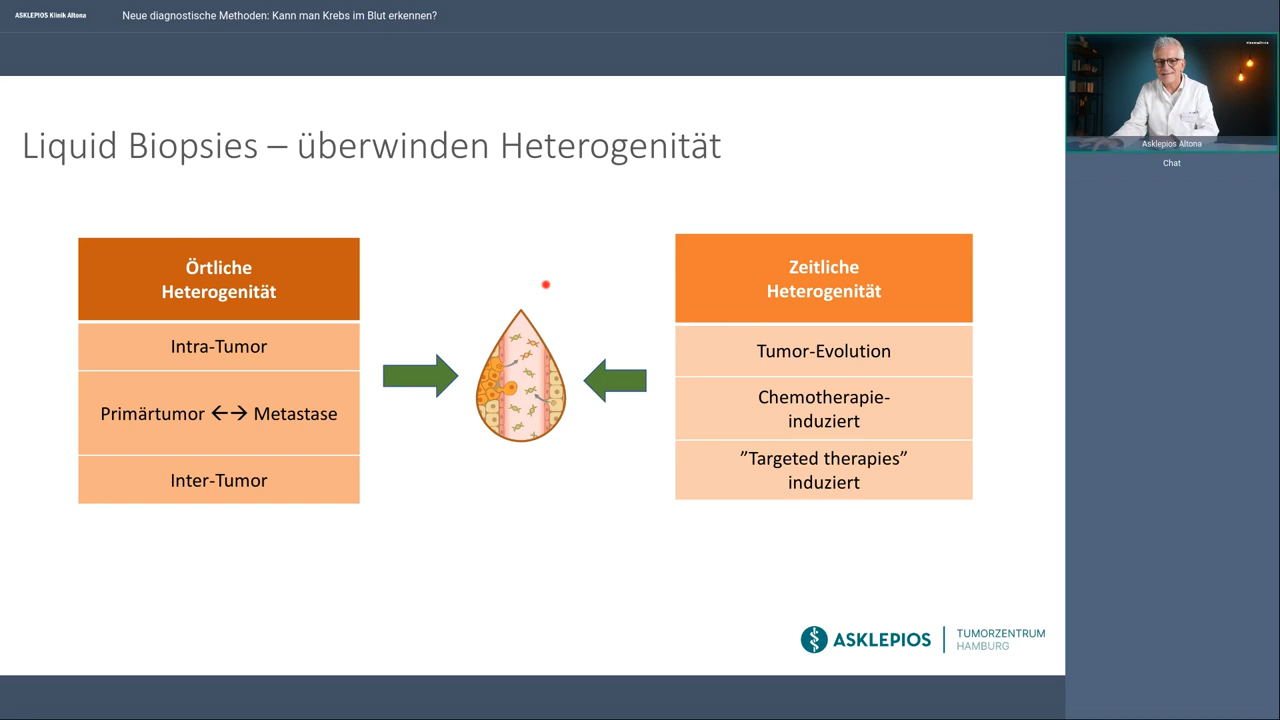 ASKLEPIOS Klinik Altona
Neue diagnostische Methoden: Kann man Krebs im Blut erkennen?
Asklepios Altona
Chat
Liquid Biopsies – überwinden Heterogenität
Örtliche
Heterogenität
Intra-Tumor
Primärtumor ←→ Metastase
Inter-Tumor
Zeitliche
Heterogenität
Tumor-Evolution
Chemotherapie-
induziert
”Targeted therapies”
induziert
ASKLEPIOS
TUMORZENTRUM
HAMBURG